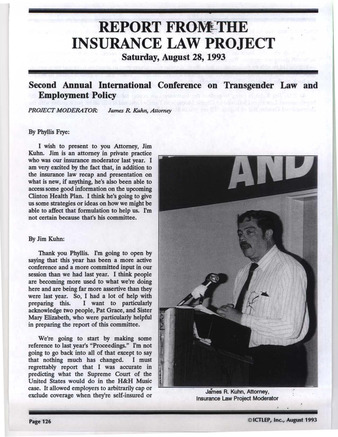 REPORT FROM THE
INSURANCE LAW PROJECT
Saturday, August 28, 1993
Second Annual International Conference on Transgender Law and
Employment Policy
PROJECT MODERATOR: James R. Kuhn, Attorney
By Phyllis Frye:
I wish to present to you Attorney, Jim
Kuhn. Jim is an attorney in private practice
who was our insurance moderator last year. I
am very excited by the fact that, in addition to
the insurance law recap and presentation on
what is new, if anything, he's also been able to
access some good information on the upcoming
Clinton Health Plan. I think he's going to give
us some strategies or ideas on how we might be
able to affect that formulation to help us. I'm
not certain because that's his committee.
By Jim Kuhn:
Thank you Phyllis. I'm going to open by
saying that this year has been a more active
conference and a more committed input in our
session than we had last year. I think people
are becoming more used to what we're doing
here and are being far more assertive than they
were last year. So, I had a lot of help with
preparing this. I want to particularly
acknowledge two people, Pat Grace, and Sister
Mary Elizabeth, who were particularly helpful
in preparing the report of this committee.
We're going to start by making some
reference to last year's "Proceedings." I'm not
going to go back into all of that except to say
that nothing much has changed. I must
regrettably report that I was accurate in
predicting what the Supreme Court of the
United States would do in the H&H Music
case. It allowed employers to arbitrarily cap or
exclude coverage when they're self-insured or
AND
James R. Kuhn, Attorney,
Insurance Law Project Moderator
Page 126
©ICTLEP, Inc., August 1993